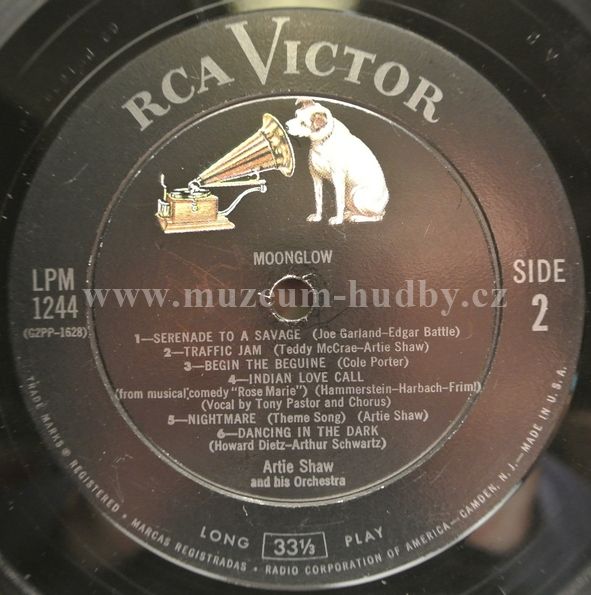 RCA VICTOR
MOONGLOW
LPM
1244
(G2PP-1628)
SIDE
2
www.muzeum-hudby.cz
1—SERENADE TO A SAVAGE (Joe Garland–Edgar Battle)
2—TRAFFIC JAM (Teddy McCrae–Artie Shaw)
3—BEGIN THE BEGUINE (Cole Porter)
4—INDIAN LOVE CALL
(from musical comedy "Rose Marie") (Hammerstein–Harbach–Friml)
(Vocal by Tony Pastor and Chorus)
5—NIGHTMARE (Theme Song) (Artie Shaw)
6—DANCING IN THE DARK
(Howard Dietz–Arthur Schwartz)
Artie Shaw
and his Orchestra
LONG 33⅓ PLAY
TRADE MARKS ® REGISTERED • MARCAS REGISTRADAS • RADIO CORPORATION OF AMERICA—CAMDEN, N. J.—MADE IN U.S.A.